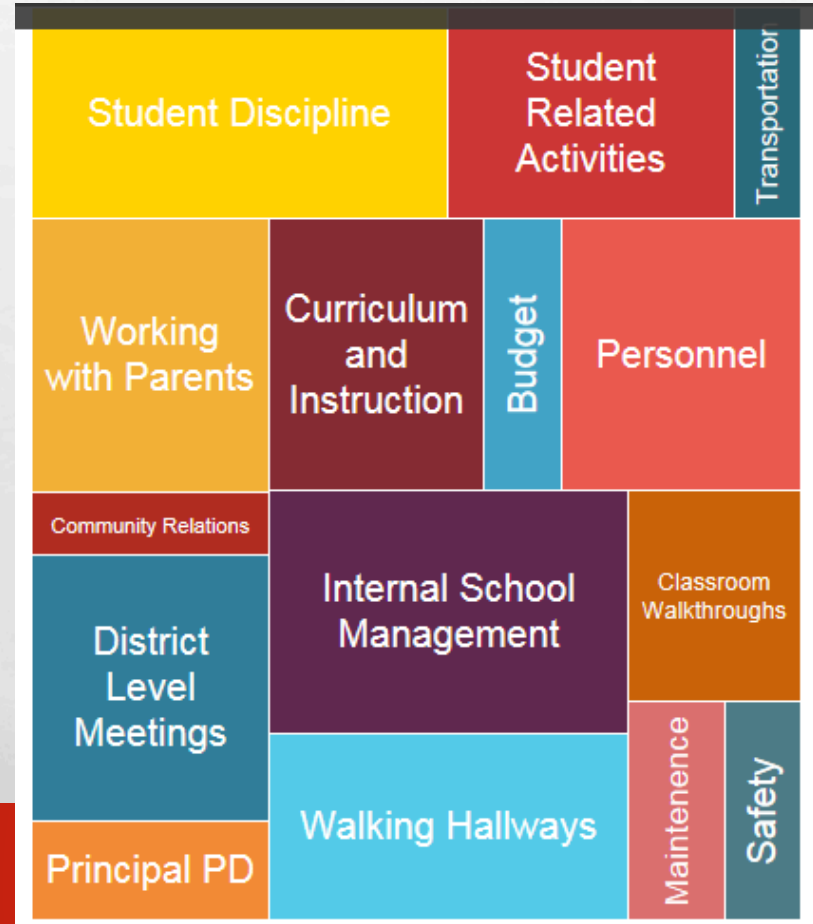 Student Discipline
Student
Related
Activities
Transportation
Working
with Parents
Curriculum
and
Instruction
Budget
Personnel
Community Relations
Internal School
Management
Classroom
Walkthroughs
District
Level
Meetings
Walking Hallways
Maintenence
Safety
Principal PD